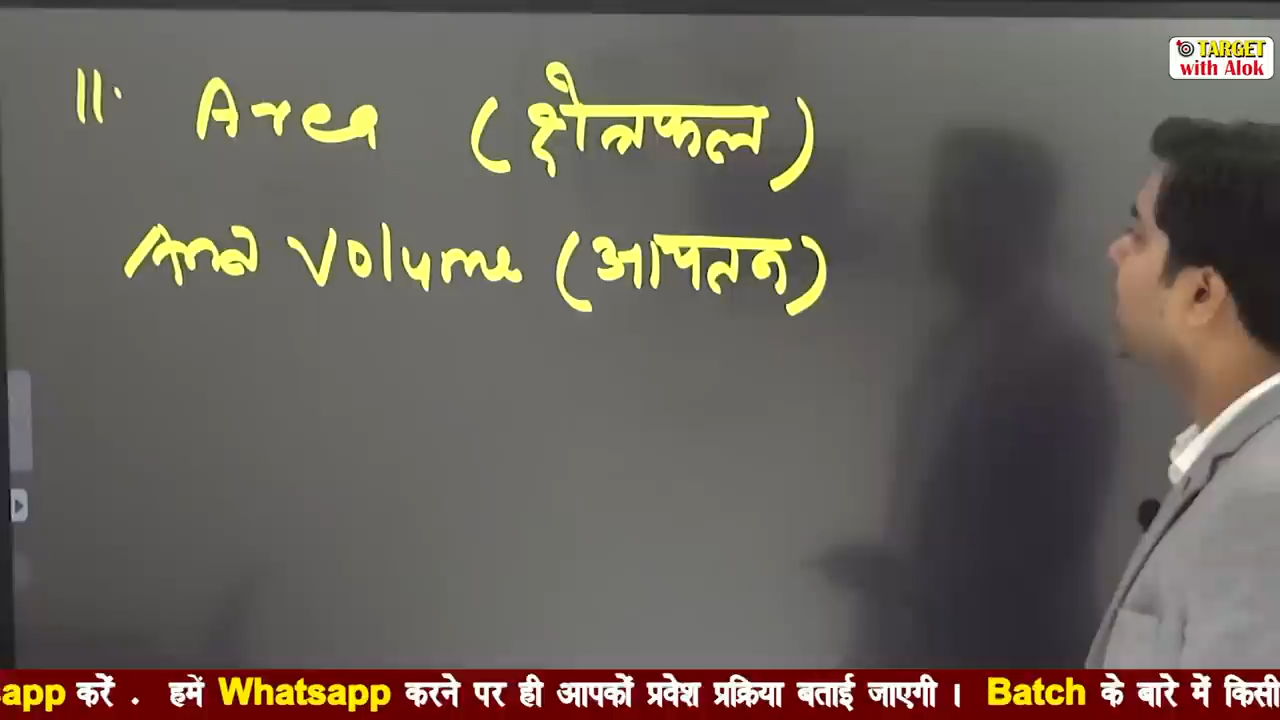 TARGET
with Alok
11. Area (क्षेत्रफल)
And Volume (आयतन)
app करें . हमें Whatsapp करने पर ही आपकों प्रवेश प्रक्रिया बताई जाएगी । Batch के बारे में किसी